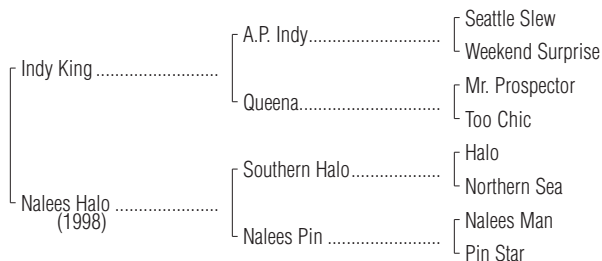 Seattle Slew
A.P. Indy
Weekend Surprise
Indy King
Mr. Prospector
Queena
Too Chic
Halo
Southern Halo
Northern Sea
Nalees Halo
(1998)
Nalees Man
Nalees Pin
Pin Star